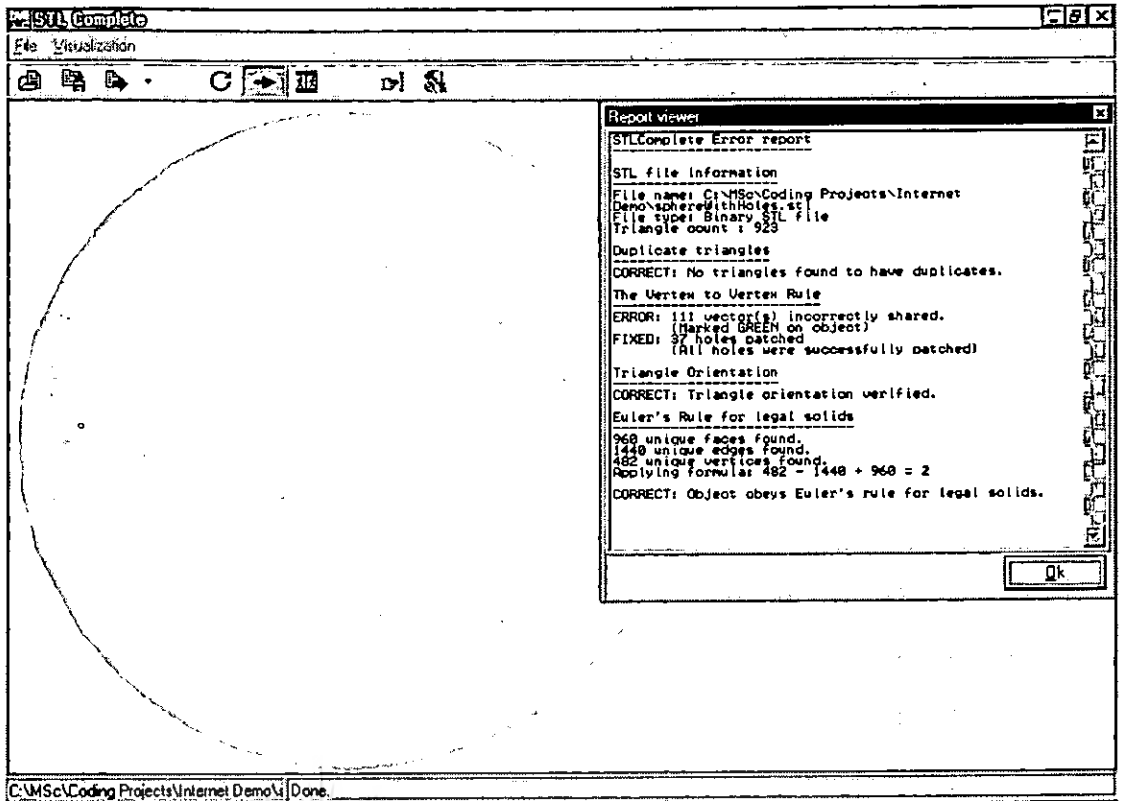 STL Complete
File Visualization
Report viewer
STLComplete Error report
STL file information
File name: C:\MSc\Coding Projects\Internet
Demo\sphereWithHoles.stl
File type: Binary STL file
Triangle count : 923
Duplicate triangles
CORRECT: No triangles found to have duplicates.
The Vertex to Vertex Rule
ERROR: 111 vector(s) incorrectly shared.
(Marked GREEN on object)
FIXED: 37 holes patched
(All holes were successfully patched)
Triangle Orientation
CORRECT: Triangle orientation verified.
Euler's Rule for legal solids
960 unique faces found.
1440 unique edges found.
482 unique vertices found.
Applying formula: 482 - 1440 + 960 = 2
CORRECT: Object obeys Euler's rule for legal solids.
Ok
C:\MSc\Coding Projects\Internet Demo\s Done.